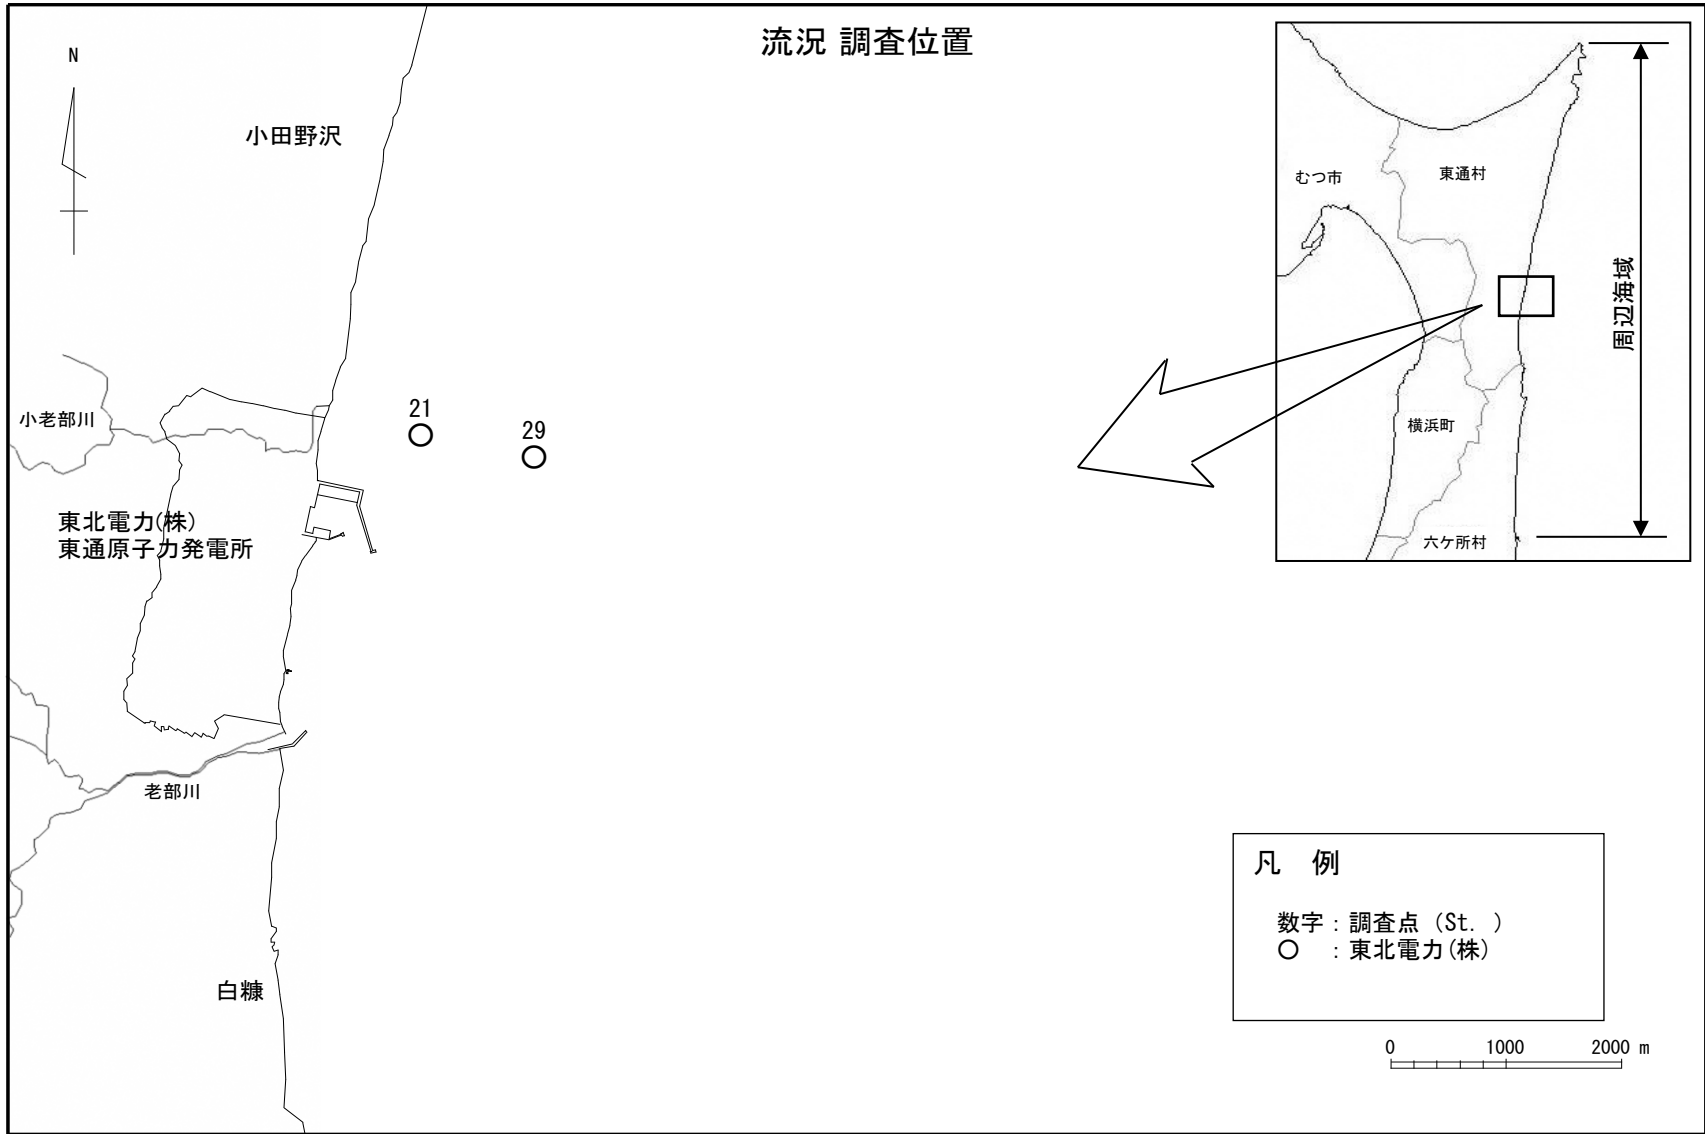 流況 調査位置
N
小田野沢
むつ市
東通村
周辺海域
横浜町
六ケ所村
小老部川
21
29
東北電力(株)
東通原子力発電所
老部川
白糠
凡 例
数字：調査点（St. ）
○ ：東北電力(株)
0 1000 2000 m